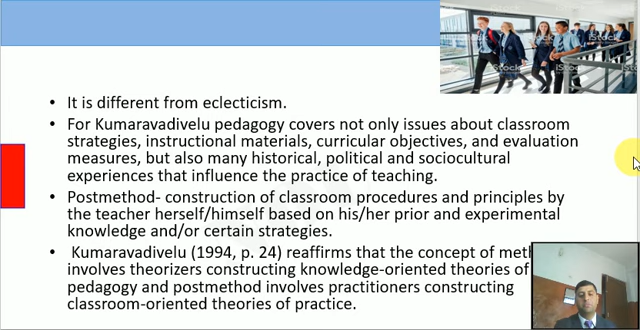 iStock
iStock
iStock
• It is different from eclecticism.
• For Kumaravadivelu pedagogy covers not only issues about classroom
strategies, instructional materials, curricular objectives, and evaluation
measures, but also many historical, political and sociocultural
experiences that influence the practice of teaching.
• Postmethod- construction of classroom procedures and principles by
the teacher herself/himself based on his/her prior and experimental
knowledge and/or certain strategies.
• Kumaravadivelu (1994, p. 24) reaffirms that the concept of
involves theorizers constructing knowledge-oriented theories of
pedagogy and postmethod involves practitioners constructing
classroom-oriented theories of practice.